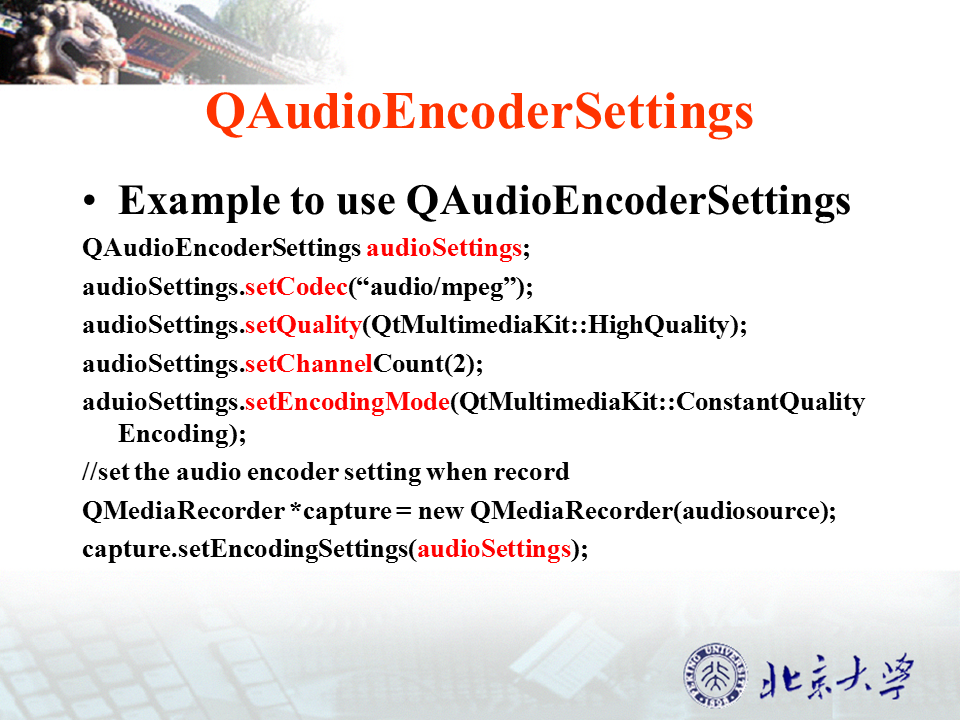 QAudioEncoderSettings
• Example to use QAudioEncoderSettings
QAudioEncoderSettings audioSettings;
audioSettings.setCodec(“audio/mpeg”);
audioSettings.setQuality(QtMultimediaKit::HighQuality);
audioSettings.setChannelCount(2);
aduioSettings.setEncodingMode(QtMultimediaKit::ConstantQuality
Encoding);
//set the audio encoder setting when record
QMediaRecorder *capture = new QMediaRecorder(audiosource);
capture.setEncodingSettings(audioSettings);
PEKING UNIVERSITY
1898
北京大学